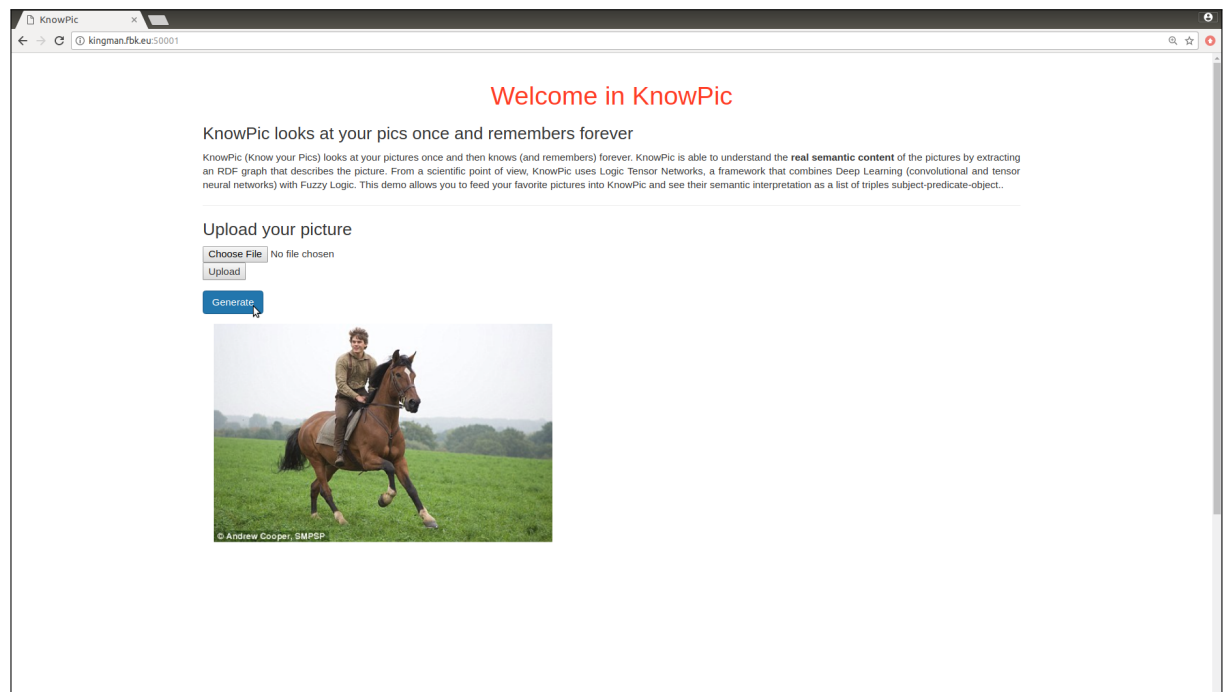 KnowPic
kingman.fbk.eu:50001
Welcome in KnowPic
KnowPic looks at your pics once and remembers forever
KnowPic (Know your Pics) looks at your pictures once and then knows (and remembers) forever. KnowPic is able to understand the real semantic content of the pictures by extracting
an RDF graph that describes the picture. From a scientific point of view, KnowPic uses Logic Tensor Networks, a framework that combines Deep Learning (convolutional and tensor
neural networks) with Fuzzy Logic. This demo allows you to feed your favorite pictures into KnowPic and see their semantic interpretation as a list of triples subject-predicate-object..
Upload your picture
Choose File No file chosen
Upload
Generate
© Andrew Cooper, SMPSP